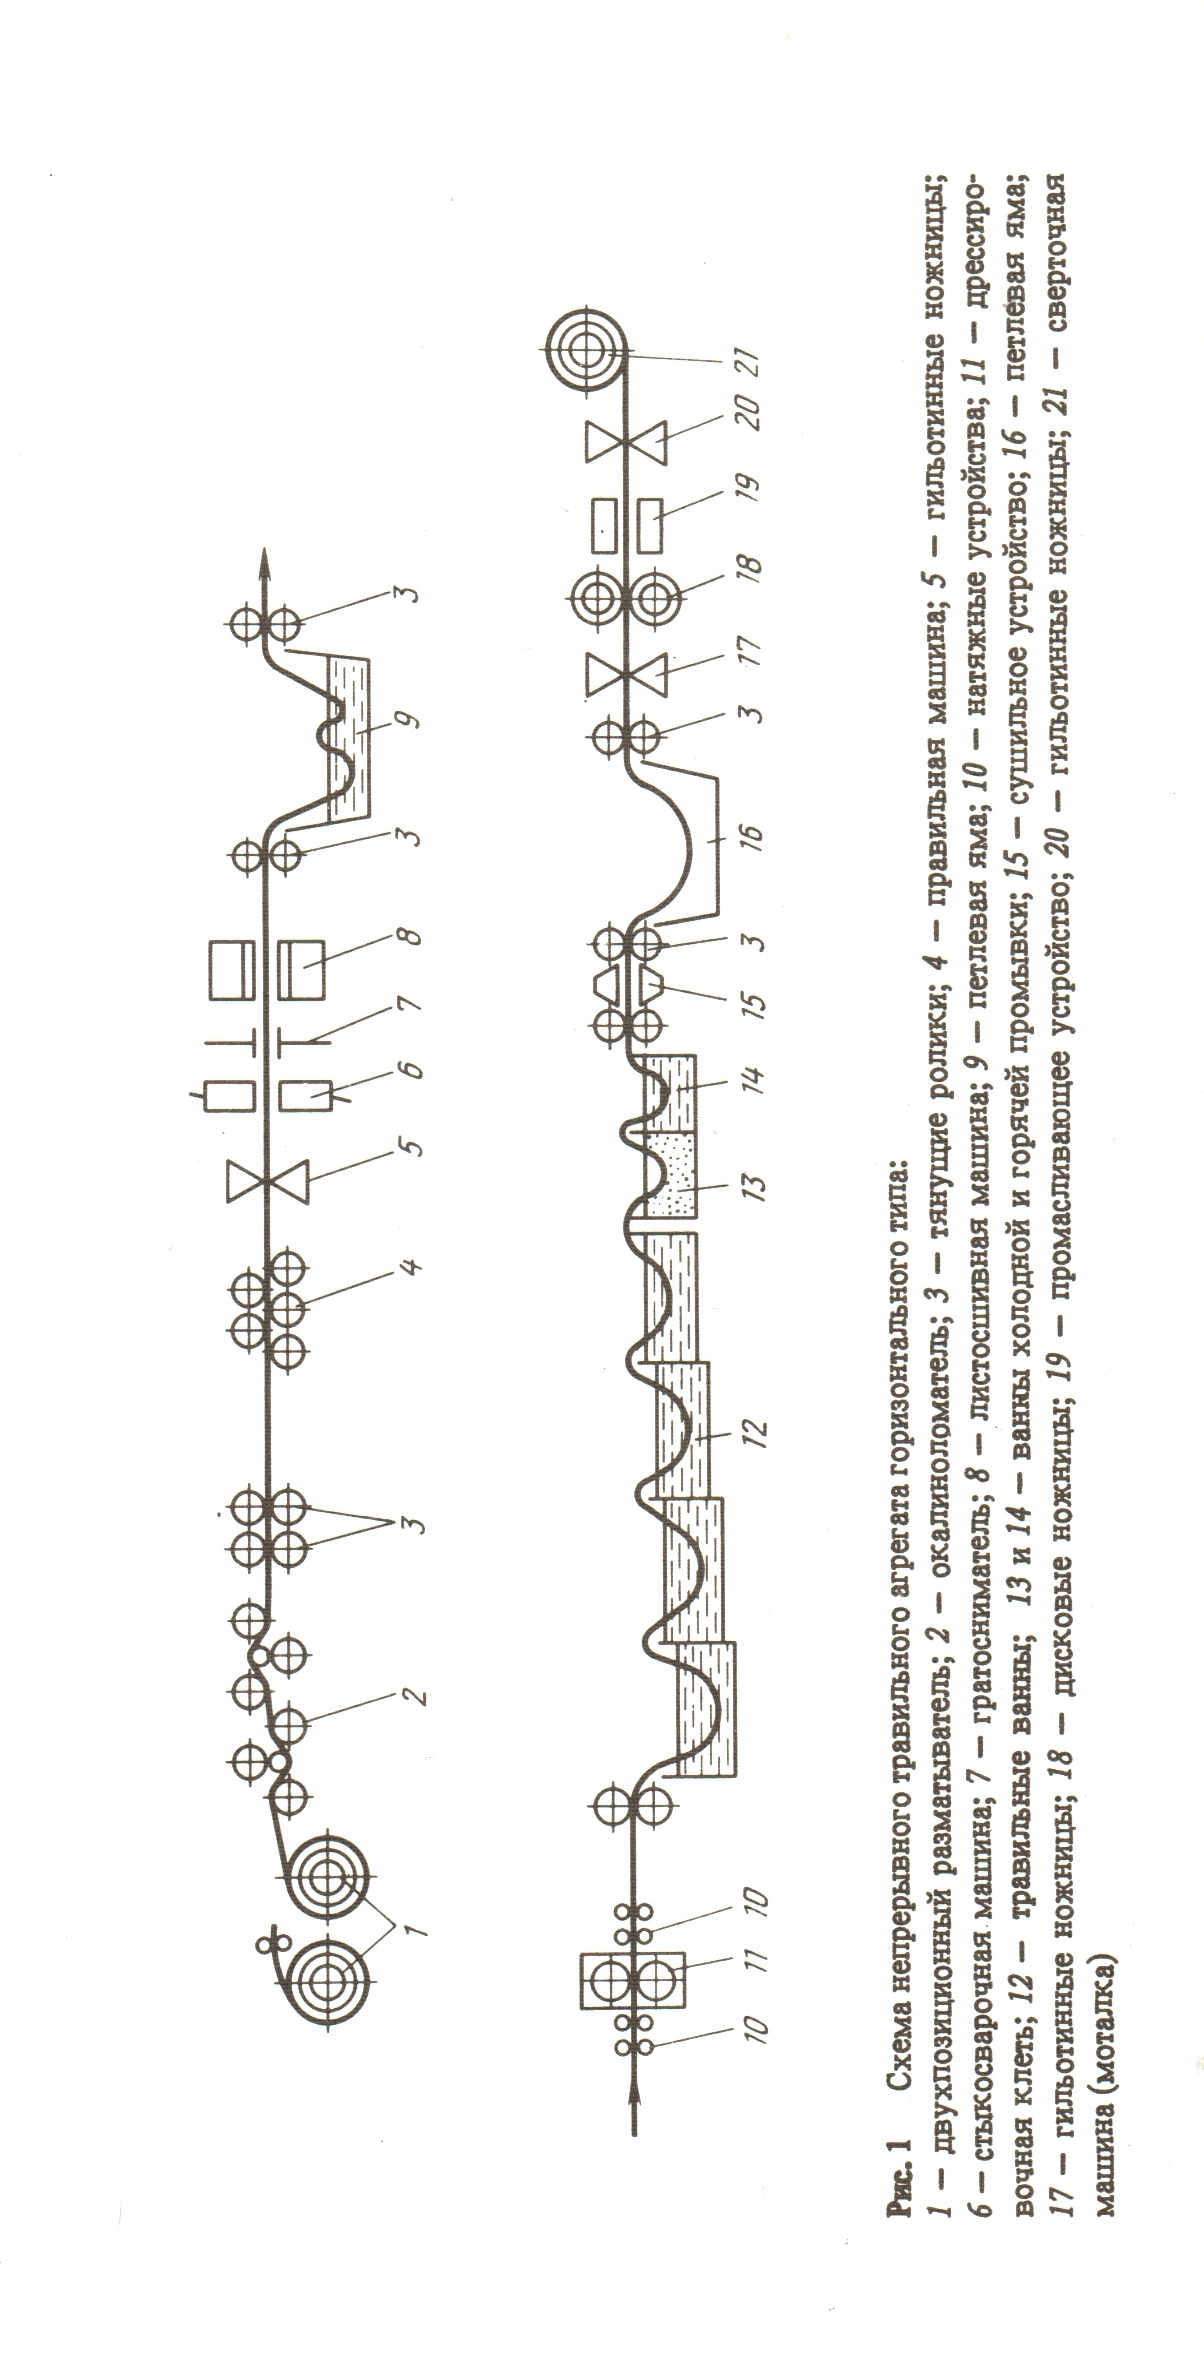 1 2 3 4 5 6 7 8 3 9 3
10 11 10 12 13 14 15 3 16 3 17 18 19 20 21
Рис. 1 Схема непрерывного травильного агрегата горизонтального типа:
1 — двухпозиционный разматыватель; 2 — окалиноломатель; 3 — тянущие ролики; 4 — правильная машина; 5 — гильотинные ножницы;
6 — стыкосварочная машина; 7 — гратосниматель; 8 — листосшивная машина; 9 — петлевая яма; 10 — натяжные устройства; 11 — дрессиро-
вочная клеть; 12 — травильные ванны; 13 и 14 — ванны холодной и горячей промывки; 15 — сушильное устройство; 16 — петлевая яма;
17 — гильотинные ножницы; 18 — дисковые ножницы; 19 — промасливающее устройство; 20 — гильотинные ножницы; 21 — сверточная
машина (моталка)